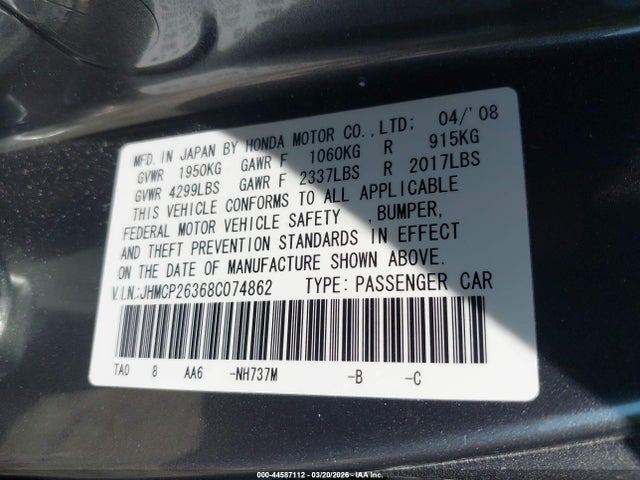 MFD. IN JAPAN BY HONDA MOTOR CO.,LTD; 04/'08
GVWR 1950KG GAWR F 1060KG R 915KG
GVWR 4299LBS GAWR F 2337LBS R 2017LBS
THIS VEHICLE CONFORMS TO ALL APPLICABLE
FEDERAL MOTOR VEHICLE SAFETY ,BUMPER,
AND THEFT PREVENTION STANDARDS IN EFFECT
ON THE DATE OF MANUFACTURE SHOWN ABOVE.
V.I.N.:JHMCP26368C074862 TYPE: PASSENGER CAR
TA0 8 AA6 -NH737M -B -C
000-44587112 - 03/20/2026 - IAA Inc.